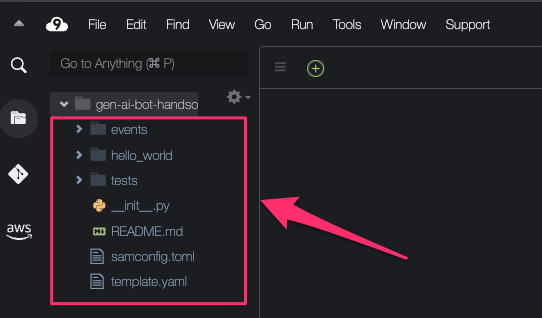 9 File Edit Find View Go Run Tools Window Support
Go to Anything (⌘ P)
gen-ai-bot-handso
events
hello_world
tests
__init__.py
README.md
samconfig.toml
aws
template.yaml